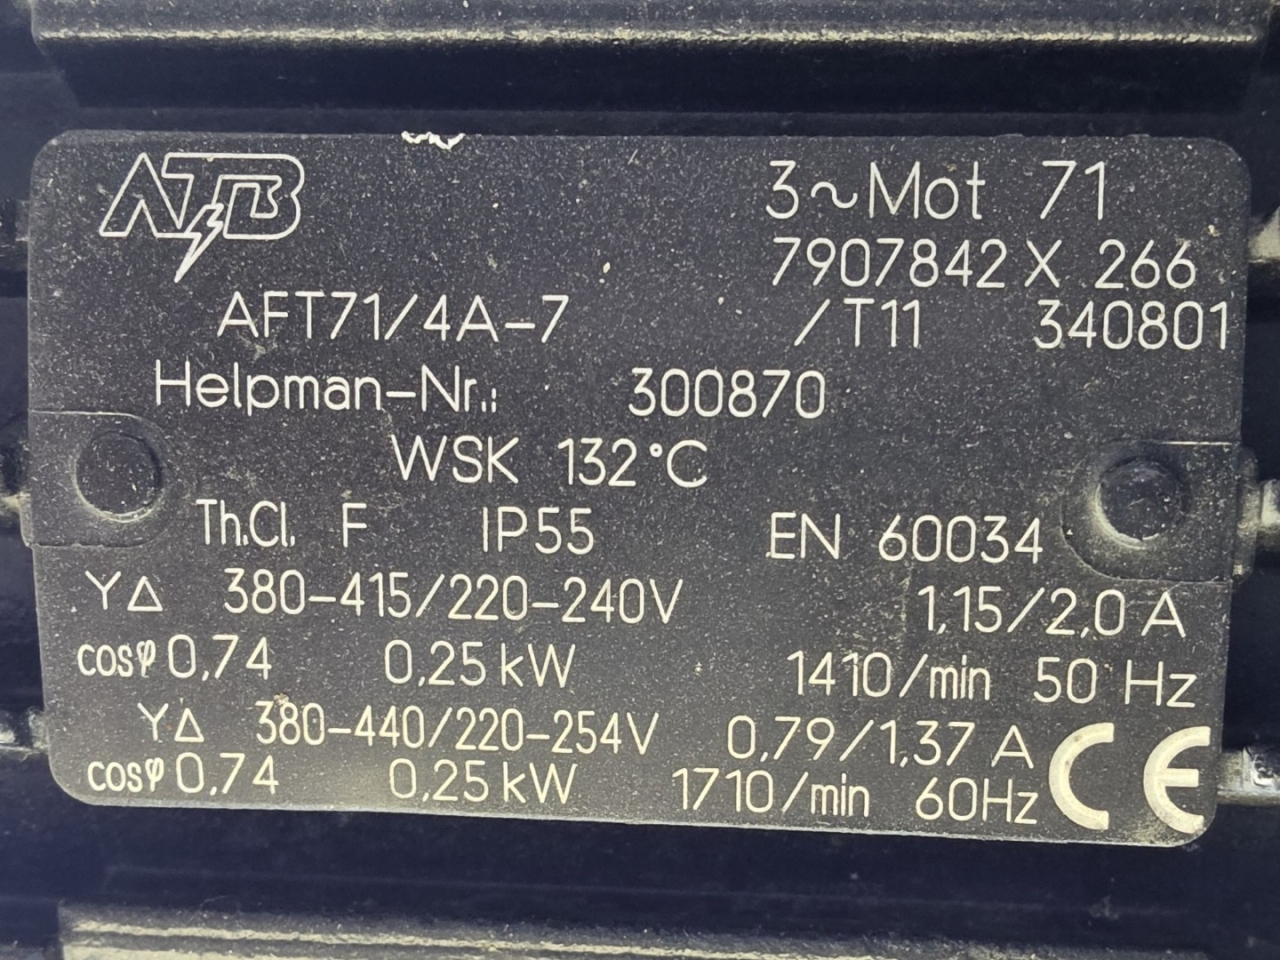 ATB 3~Mot 71
7907842 X 266
AFT71/4A-7 /T11 340801
Helpman-Nr.: 300870
WSK 132°C
Th.Cl. F IP55 EN 60034
Y∆ 380-415/220-240V 1,15/2,0 A
cosφ 0,74 0,25 kW 1410/min 50 Hz
Y∆ 380-440/220-254V 0,79/1,37 A
cosφ 0,74 0,25 kW 1710/min 60Hz CE